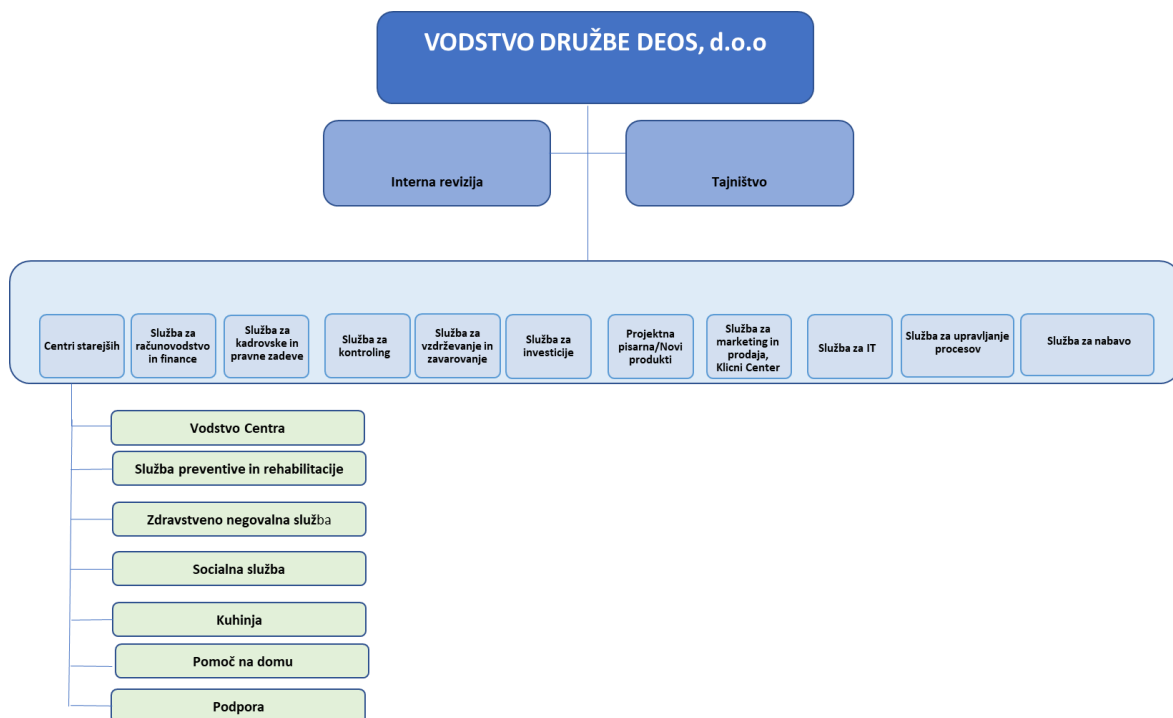 VODSTVO DRUŽBE DEOS, d.o.o
Interna revizija
Tajništvo
Centri starejših
Služba za
računovodstvo
in finance
Služba za
kadrovske in
pravne zadeve
Služba za
kontroling
Služba za
vzdrževanje in
zavarovanje
Služba za
investicije
Projektna
pisarna/Novi
produkti
Služba za
marketing in
prodaja,
Klicni Center
Služba za IT
Služba za upravljanje
procesov
Služba za nabavo
Vodstvo Centra
Služba preventive in rehabilitacije
Zdravstveno negovalna služba
Socialna služba
Kuhinja
Pomoč na domu
Podpora